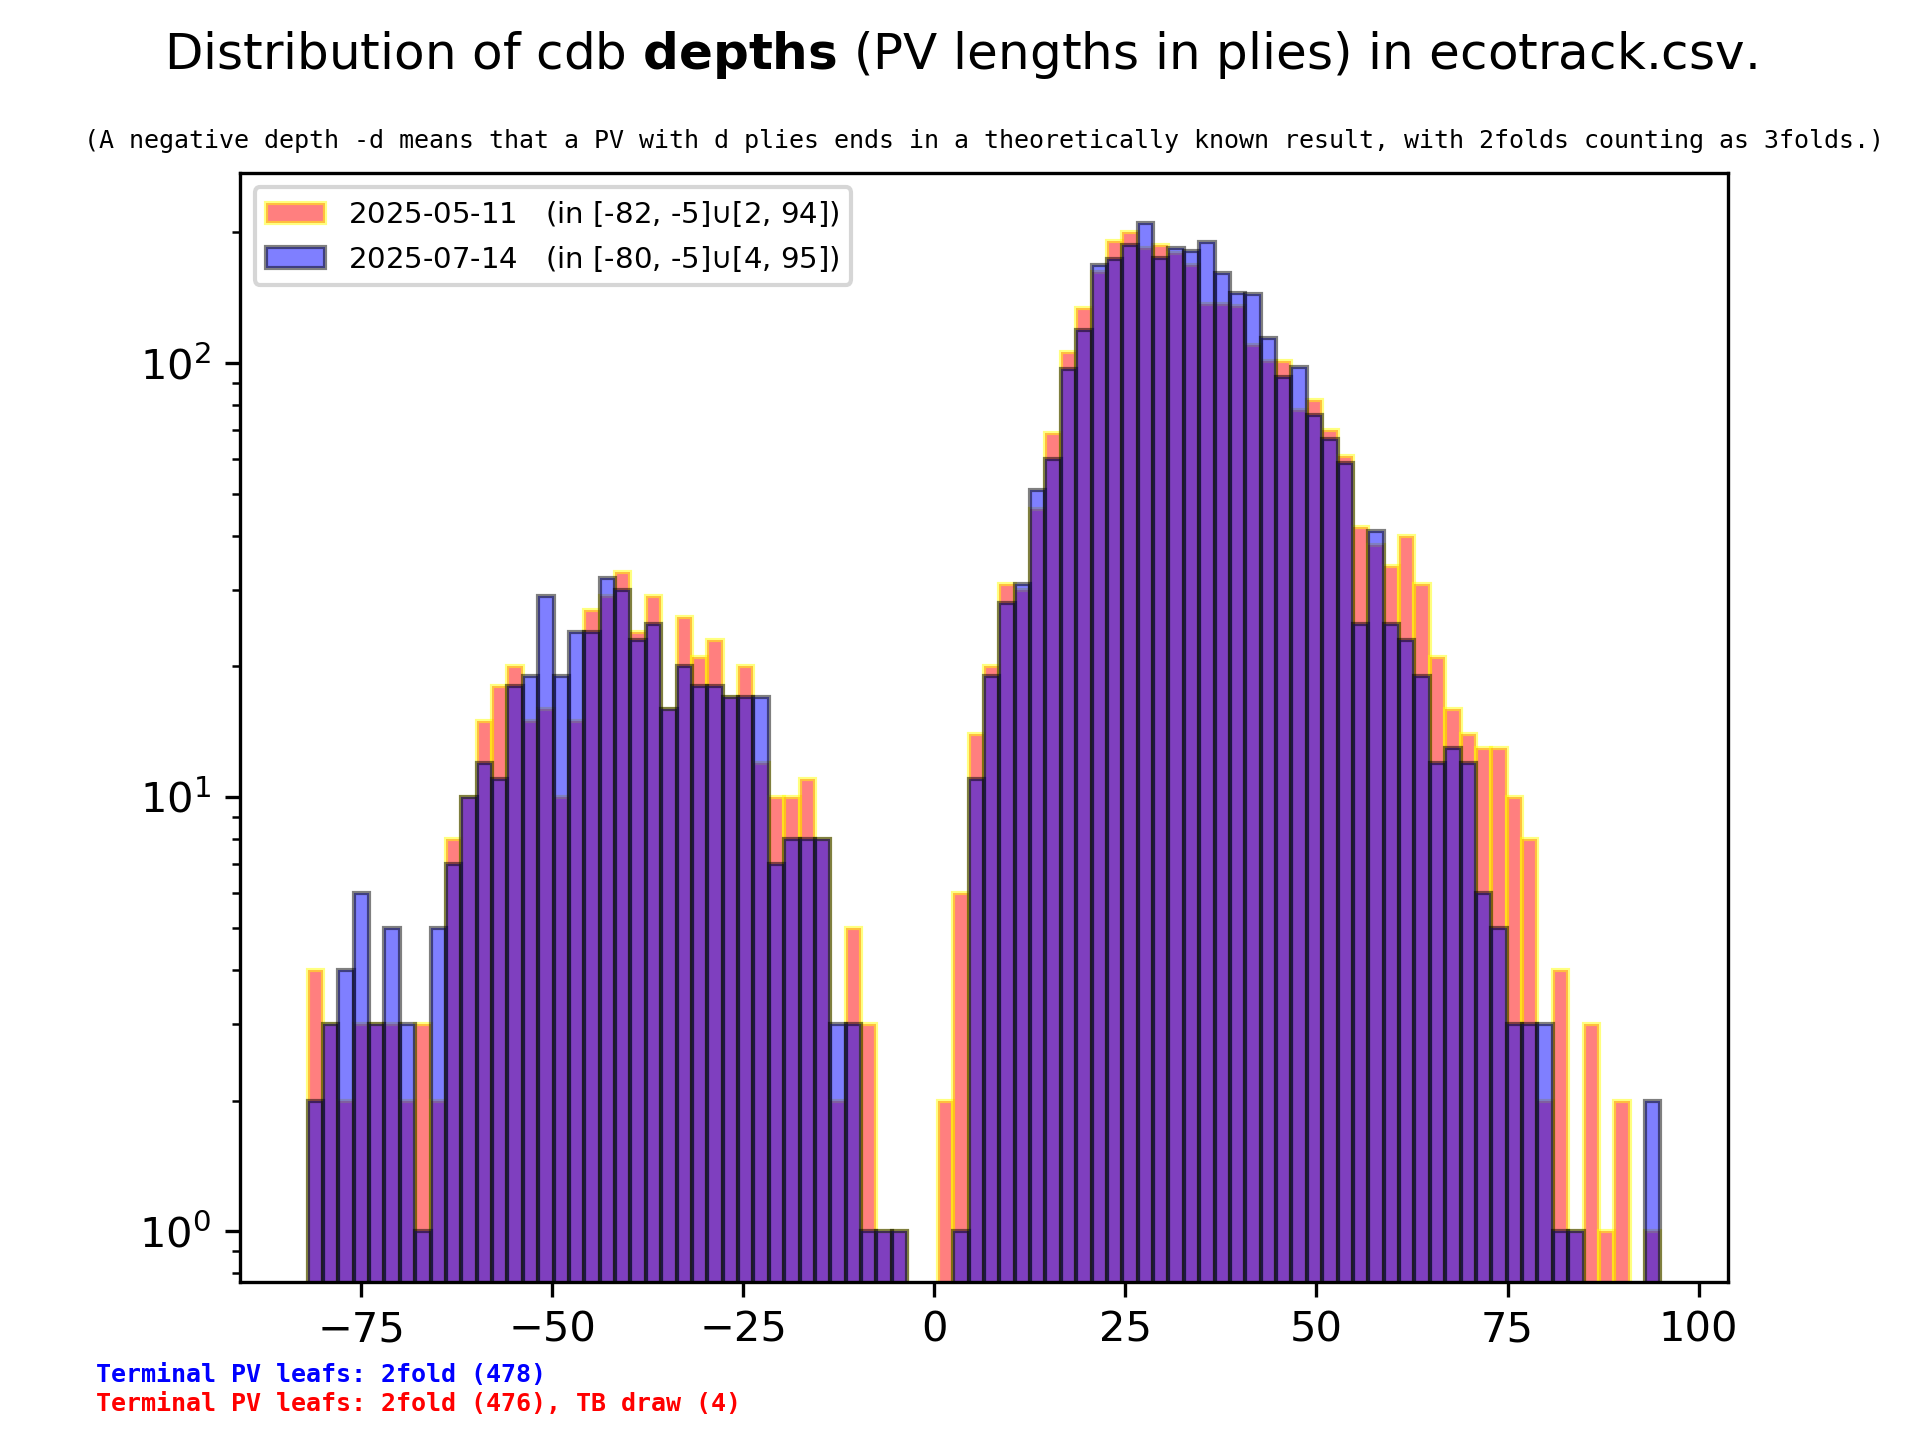 Distribution of cdb depths (PV lengths in plies) in ecotrack.csv.
(A negative depth -d means that a PV with d plies ends in a theoretically known result, with 2folds counting as 3folds.)
2025-05-11 (in [-82, -5]∪[2, 94])
2025-07-14 (in [-80, -5]∪[4, 95])
10²
10¹
10⁰
−75 −50 −25 0 25 50 75 100
Terminal PV leafs: 2fold (478)
Terminal PV leafs: 2fold (476), TB draw (4)